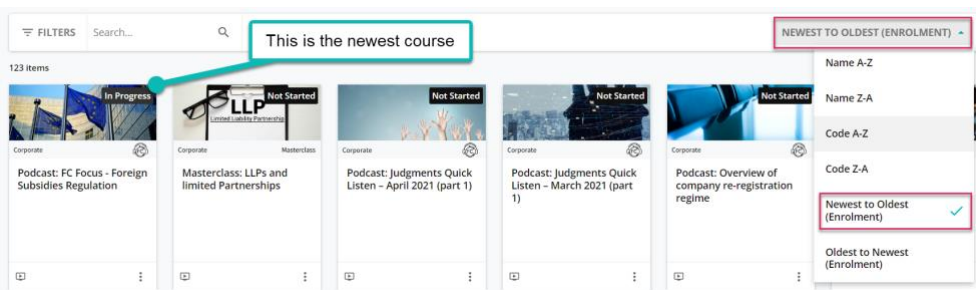 FILTERS Search...
This is the newest course
NEWEST TO OLDEST (ENROLMENT)
123 items
In Progress
Corporate
Podcast: FC Focus - Foreign
Subsidies Regulation
Not Started
LLP
Limited Liability Partnership
Corporate Masterclass
Masterclass: LLPs and
limited Partnerships
Not Started
Corporate
Podcast: Judgments Quick
Listen – April 2021 (part 1)
Not Started
Corporate
Podcast: Judgments Quick
Listen – March 2021 (part
1)
Not Started
Corporate
Podcast: Overview of
company re-registration
regime
Name A-Z
Name Z-A
Code A-Z
Code Z-A
Newest to Oldest
(Enrolment)
Oldest to Newest
(Enrolment)